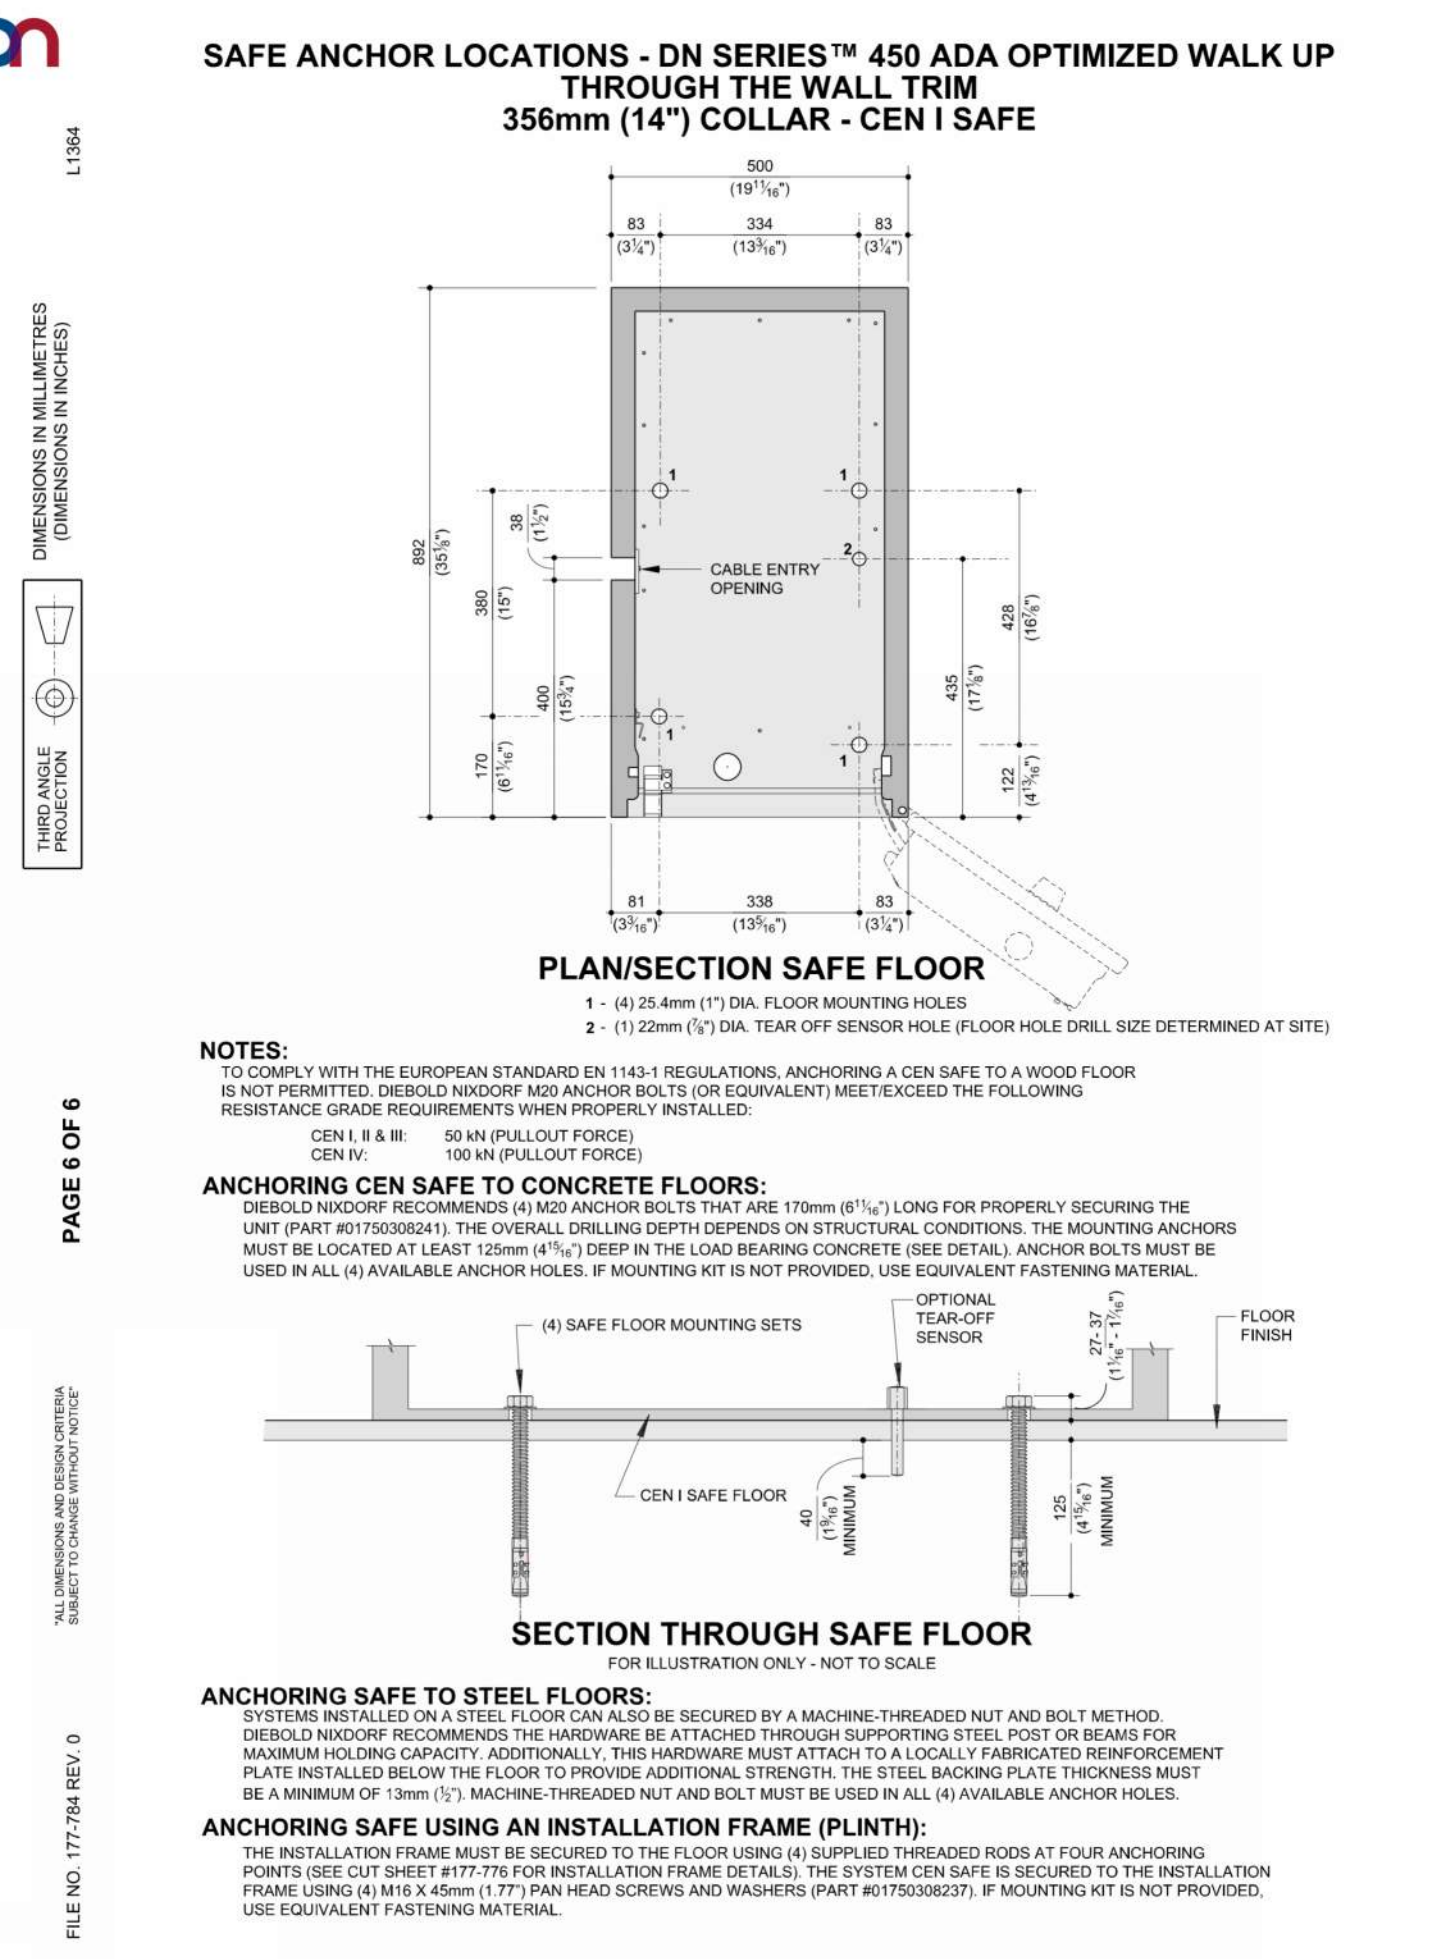 SAFE ANCHOR LOCATIONS - DN SERIES™ 450 ADA OPTIMIZED WALK UP
THROUGH THE WALL TRIM
356mm (14") COLLAR - CEN I SAFE
L1364
DIMENSIONS IN MILLIMETRES
(DIMENSIONS IN INCHES)
THIRD ANGLE
PROJECTION
PAGE 6 OF 6
"ALL DIMENSIONS AND DESIGN CRITERIA
SUBJECT TO CHANGE WITHOUT NOTICE"
FILE NO. 177-784 REV. 0
500
(19 11⁄16")
83
(3¼")
334
(13 3⁄16")
83
(3¼")
892
(35⅛")
380
(15")
170
(6 11⁄16")
38
(1½")
400
(15¾")
1
1
2
CABLE ENTRY
OPENING
1
1
435
(17⅛")
428
(16⅞")
122
(4 13⁄16")
81
(3 3⁄16")
338
(13 5⁄16")
83
(3¼")
PLAN/SECTION SAFE FLOOR
1 - (4) 25.4mm (1") DIA. FLOOR MOUNTING HOLES
2 - (1) 22mm (⅞") DIA. TEAR OFF SENSOR HOLE (FLOOR HOLE DRILL SIZE DETERMINED AT SITE)
NOTES:
TO COMPLY WITH THE EUROPEAN STANDARD EN 1143-1 REGULATIONS, ANCHORING A CEN SAFE TO A WOOD FLOOR
IS NOT PERMITTED. DIEBOLD NIXDORF M20 ANCHOR BOLTS (OR EQUIVALENT) MEET/EXCEED THE FOLLOWING
RESISTANCE GRADE REQUIREMENTS WHEN PROPERLY INSTALLED:
CEN I, II & III: 50 kN (PULLOUT FORCE)
CEN IV: 100 kN (PULLOUT FORCE)
ANCHORING CEN SAFE TO CONCRETE FLOORS:
DIEBOLD NIXDORF RECOMMENDS (4) M20 ANCHOR BOLTS THAT ARE 170mm (6 11⁄16") LONG FOR PROPERLY SECURING THE
UNIT (PART #01750308241). THE OVERALL DRILLING DEPTH DEPENDS ON STRUCTURAL CONDITIONS. THE MOUNTING ANCHORS
MUST BE LOCATED AT LEAST 125mm (4 15⁄16") DEEP IN THE LOAD BEARING CONCRETE (SEE DETAIL). ANCHOR BOLTS MUST BE
USED IN ALL (4) AVAILABLE ANCHOR HOLES. IF MOUNTING KIT IS NOT PROVIDED, USE EQUIVALENT FASTENING MATERIAL.
(4) SAFE FLOOR MOUNTING SETS
OPTIONAL
TEAR-OFF
SENSOR
27- 37
(1 1⁄16" - 1 7⁄16")
FLOOR
FINISH
CEN I SAFE FLOOR
40
(1 9⁄16")
MINIMUM
125
(4 15⁄16")
MINIMUM
SECTION THROUGH SAFE FLOOR
FOR ILLUSTRATION ONLY - NOT TO SCALE
ANCHORING SAFE TO STEEL FLOORS:
SYSTEMS INSTALLED ON A STEEL FLOOR CAN ALSO BE SECURED BY A MACHINE-THREADED NUT AND BOLT METHOD.
DIEBOLD NIXDORF RECOMMENDS THE HARDWARE BE ATTACHED THROUGH SUPPORTING STEEL POST OR BEAMS FOR
MAXIMUM HOLDING CAPACITY. ADDITIONALLY, THIS HARDWARE MUST ATTACH TO A LOCALLY FABRICATED REINFORCEMENT
PLATE INSTALLED BELOW THE FLOOR TO PROVIDE ADDITIONAL STRENGTH. THE STEEL BACKING PLATE THICKNESS MUST
BE A MINIMUM OF 13mm (½"). MACHINE-THREADED NUT AND BOLT MUST BE USED IN ALL (4) AVAILABLE ANCHOR HOLES.
ANCHORING SAFE USING AN INSTALLATION FRAME (PLINTH):
THE INSTALLATION FRAME MUST BE SECURED TO THE FLOOR USING (4) SUPPLIED THREADED RODS AT FOUR ANCHORING
POINTS (SEE CUT SHEET #177-776 FOR INSTALLATION FRAME DETAILS). THE SYSTEM CEN SAFE IS SECURED TO THE INSTALLATION
FRAME USING (4) M16 X 45mm (1.77") PAN HEAD SCREWS AND WASHERS (PART #01750308237). IF MOUNTING KIT IS NOT PROVIDED,
USE EQUIVALENT FASTENING MATERIAL.